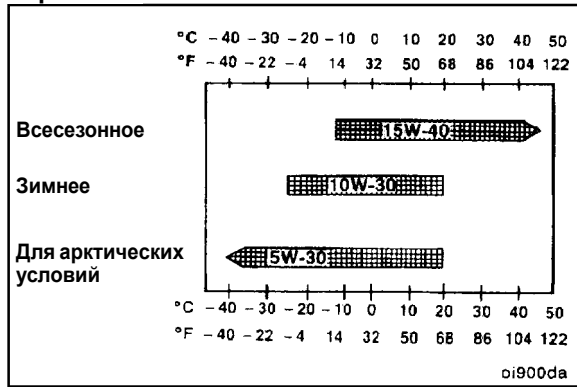 °C – 40 – 30 – 20 – 10 0 10 20 30 40 50
°F – 40 – 22 – 4 14 32 50 68 86 104 122
Всесезонное 15W-40
Зимнее 10W-30
Для арктических
условий 5W-30
°C – 40 – 30 – 20 – 10 0 10 20 30 40 50
°F – 40 – 22 – 4 14 32 50 68 86 104 122
oi900da